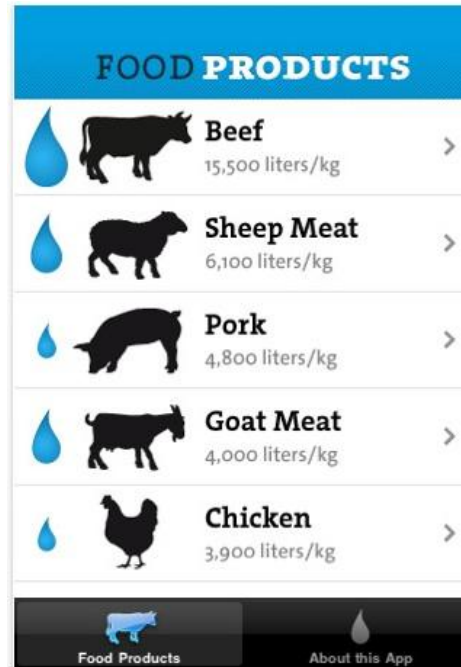 FOOD PRODUCTS
Beef
15,500 liters/kg
Sheep Meat
6,100 liters/kg
Pork
4,800 liters/kg
Goat Meat
4,000 liters/kg
Chicken
3,900 liters/kg
Food Products
About this App